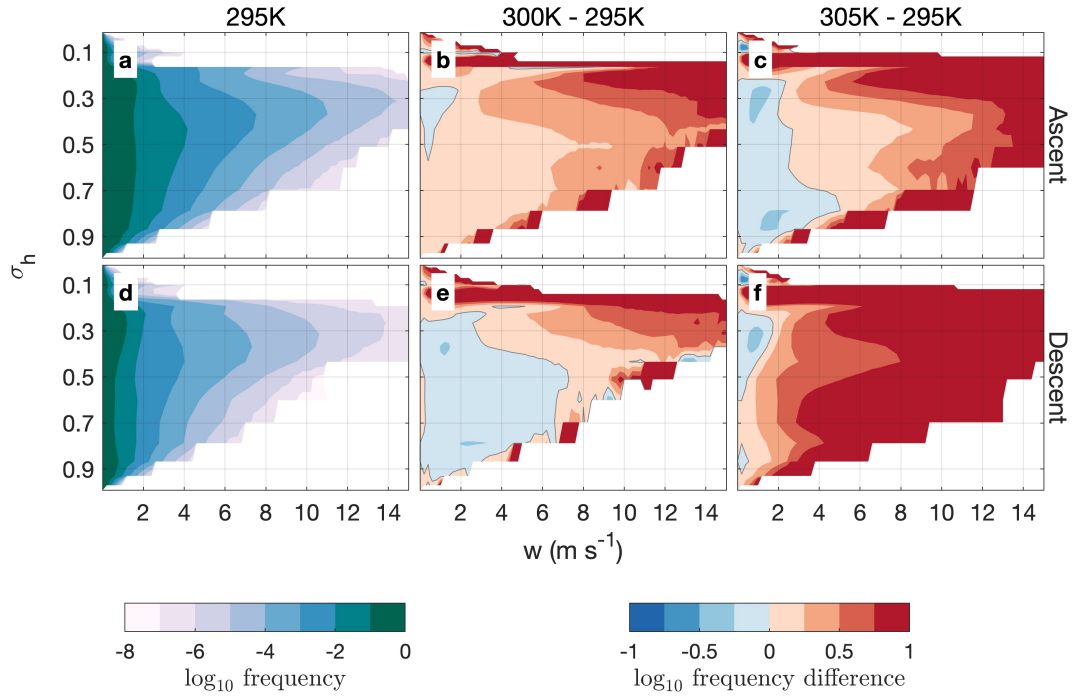 295K 300K - 295K 305K - 295K
a b c
0.1
0.3
0.5
0.7
0.9
Ascent
σh
d e f
0.1
0.3
0.5
0.7
0.9
Descent
2 4 6 8 10 12 14 2 4 6 8 10 12 14 2 4 6 8 10 12 14
w (m s⁻¹)
-8 -6 -4 -2 0 -1 -0.5 0 0.5 1
log₁₀ frequency log₁₀ frequency difference